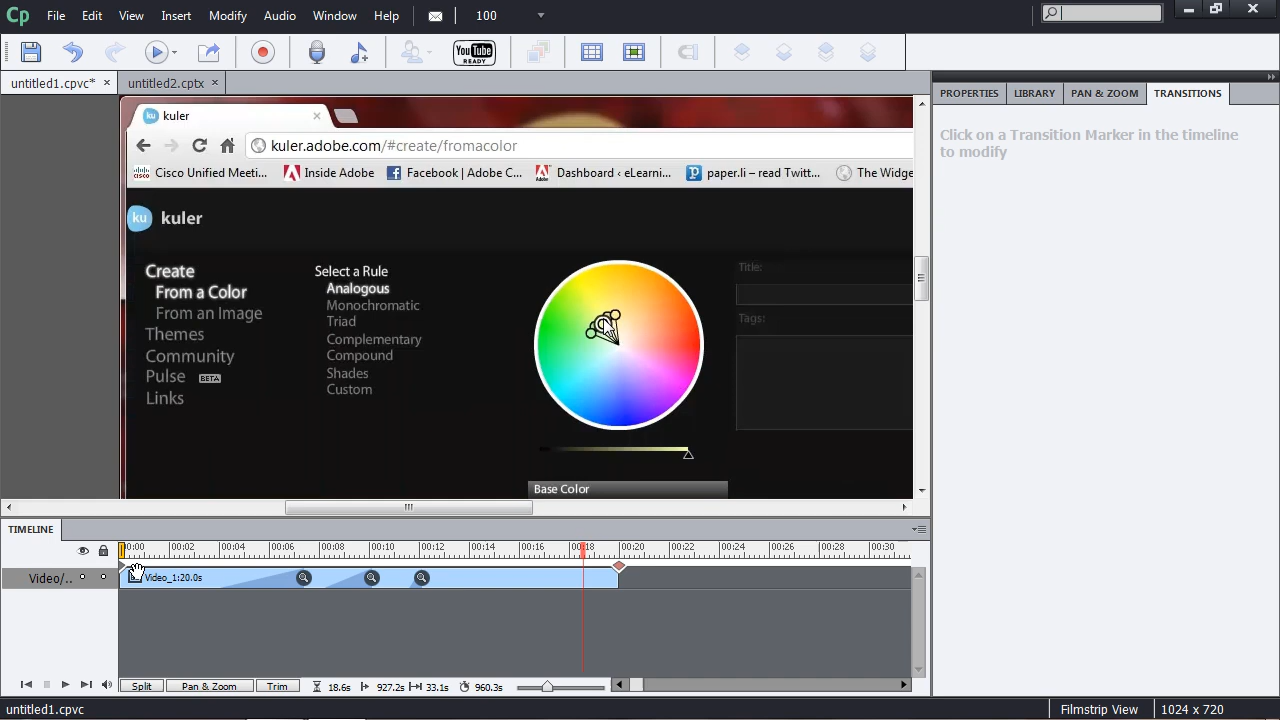 Cp File Edit View Insert Modify Audio Window Help 100
You Tube READY
untitled1.cpvc* × untitled2.cptx ×
PROPERTIES LIBRARY PAN & ZOOM TRANSITIONS
Click on a Transition Marker in the timeline
to modify
ku kuler ×
kuler.adobe.com/#create/fromacolor
cisco Cisco Unified Meeti... Inside Adobe Facebook | Adobe C... Dashboard ‹ eLearni... paper.li – read Twitt... The Widge
ku kuler
Create
From a Color
From an Image
Themes
Community
Pulse BETA
Links
Select a Rule
Analogous
Monochromatic
Triad
Complementary
Compound
Shades
Custom
Title:
Tags:
Base Color
TIMELINE
00:00 00:02 00:04 00:06 00:08 00:10 00:12 00:14 00:16 00:18 00:20 00:22 00:24 00:26 00:28 00:30
Video/.. Video_1:20.0s
Split Pan & Zoom Trim 18.6s 927.2s 33.1s 960.3s
untitled1.cpvc Filmstrip View 1024 x 720